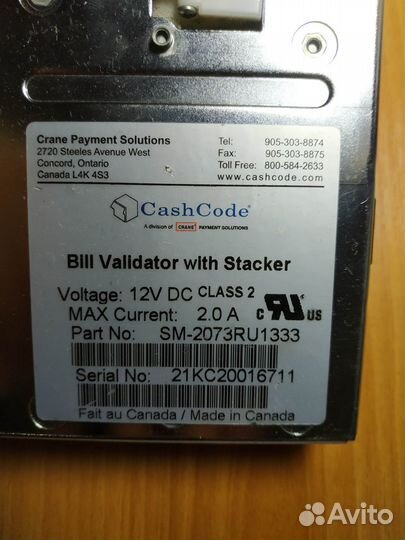 Crane Payment Solutions
2720 Steeles Avenue West
Concord, Ontario
Canada L4K 4S3
Tel: 905-303-8874
Fax: 905-303-8875
Toll Free: 800-584-2633
www.cashcode.com
CashCode®
A division of CRANE PAYMENT SOLUTIONS
Bill Validator with Stacker
Voltage: 12V DC CLASS 2
MAX Current: 2.0 A
c RU US
Part No: SM-2073RU1333
Serial No: 21KC20016711
Fait au Canada / Made in Canada
Avito